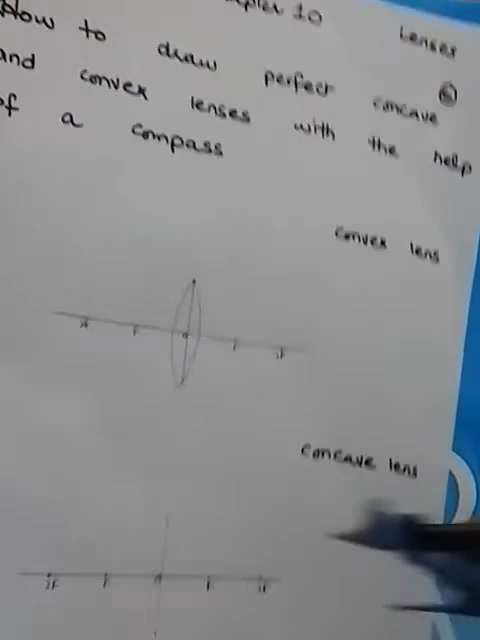 10 Lenses
How to draw perfect concave
and convex lenses with the help
of a compass
convex lens
2F F O F 2F
concave lens
2F F O F 2F